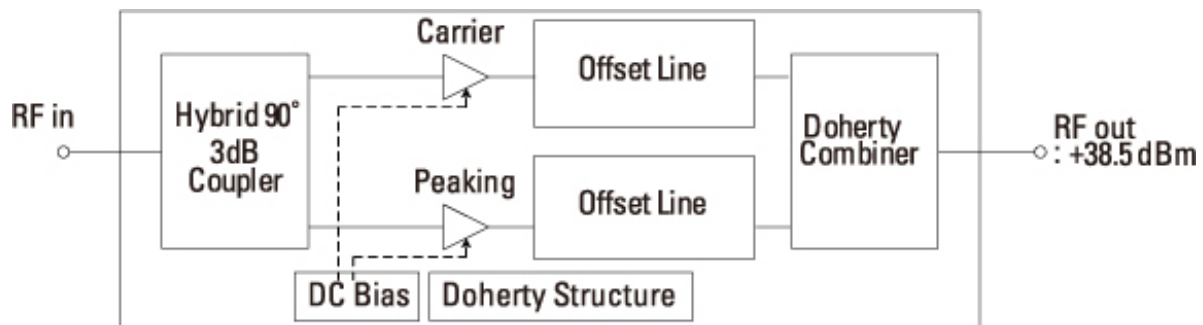 Carrier
Offset Line
RF in
Hybrid 90°
3dB
Coupler
Doherty
Combiner
RF out
: +38.5 dBm
Peaking
Offset Line
DC Bias
Doherty Structure